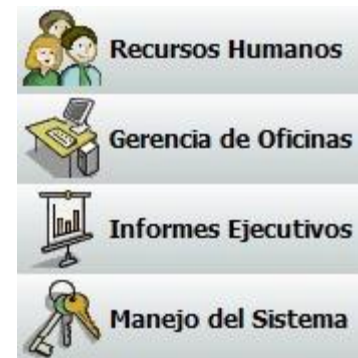 Recursos Humanos
Gerencia de Oficinas
Informes Ejecutivos
Manejo del Sistema